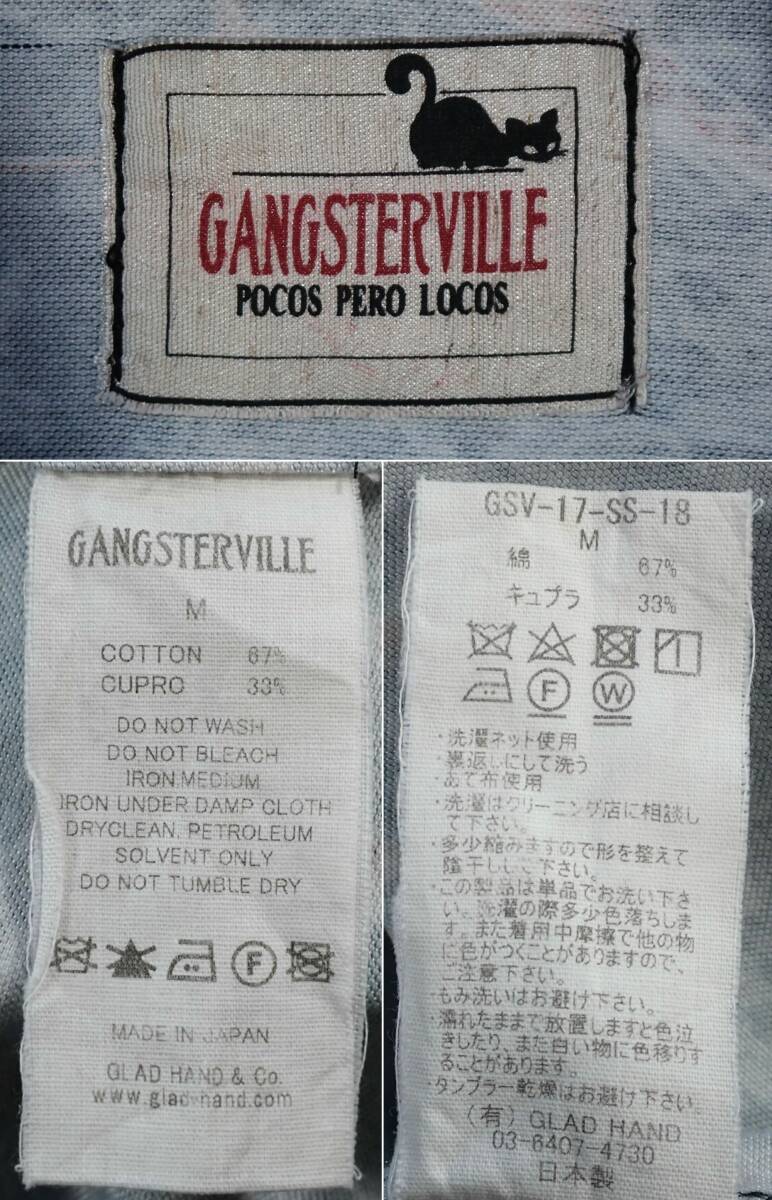 GANGSTERVILLE
POCOS PERO LOCOS
GANGSTERVILLE
M
COTTON 67%
CUPRO 33%
DO NOT WASH
DO NOT BLEACH
IRON MEDIUM
IRON UNDER DAMP CLOTH
DRYCLEAN, PETROLEUM
SOLVENT ONLY
DO NOT TUMBLE DRY
F
MADE IN JAPAN
GLAD HAND & Co.
www.glad-hand.com
GSV-17-SS-18
M
綿 67%
キュプラ 33%
F W
・洗濯ネット使用
・裏返しにして洗う
・あて布使用
・洗濯はクリーニング店に相談し
て下さい。
・多少縮みますので形を整えて
陰干しして下さい。
・この製品は単品でお洗い下さ
い。洗濯の際多少色落ちしま
す。また着用中摩擦で他の物
に色がつくことがありますので、
ご注意下さい。
・もみ洗いはお避け下さい。
・濡れたままで放置しますと色泣
きしたり、また白い物に色移りす
ることがあります。
・タンブラー乾燥はお避け下さい。
(有) GLAD HAND
03-6407-4730
日本製